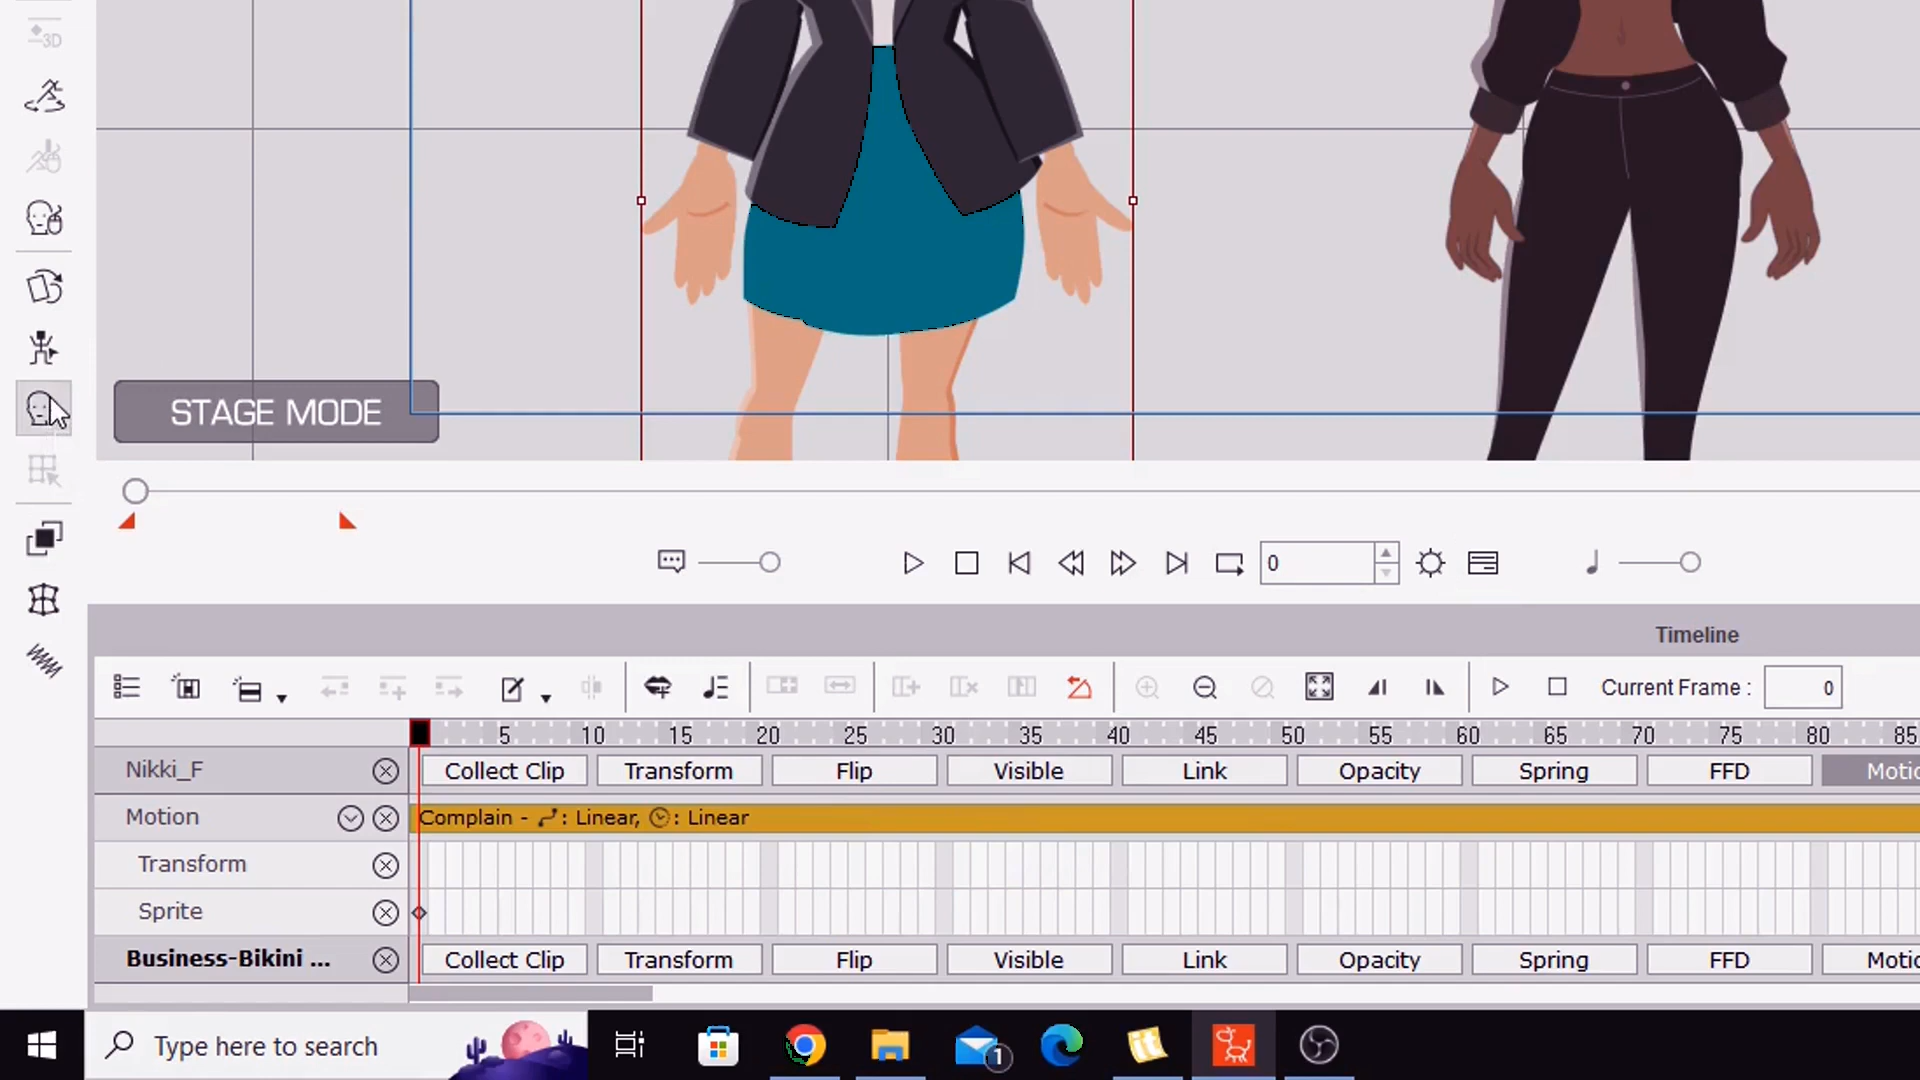 3D
STAGE MODE
0
Timeline
Current Frame : 0
5 10 15 20 25 30 35 40 45 50 55 60 65 70 75 80 85
Nikki_F Collect Clip Transform Flip Visible Link Opacity Spring FFD Motic
Motion Complain - : Linear, : Linear
Transform
Sprite
Business-Bikini ... Collect Clip Transform Flip Visible Link Opacity Spring FFD Motic
Type here to search
1